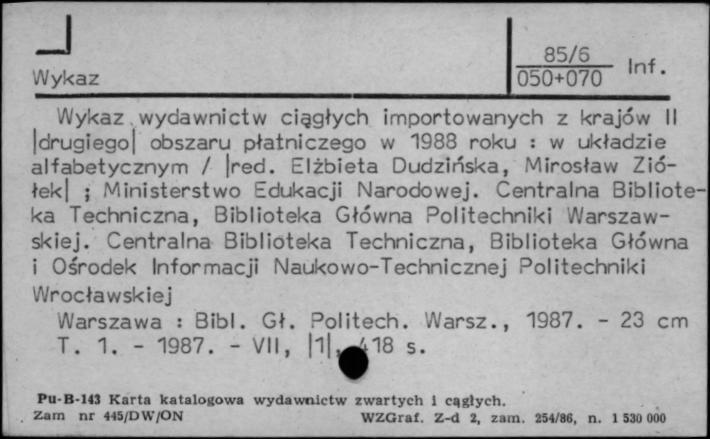 85/6
050+070 Inf.
Wykaz
Wykaz wydawnictw ciągłych importowanych z krajów II
|drugiego| obszaru płatniczego w 1988 roku : w układzie
alfabetycznym / |red. Elżbieta Dudzińska, Mirosław Zió-
łek| ; Ministerstwo Edukacji Narodowej. Centralna Bibliote-
ka Techniczna, Biblioteka Główna Politechniki Warszaw-
skiej. Centralna Biblioteka Techniczna, Biblioteka Główna
i Ośrodek Informacji Naukowo-Technicznej Politechniki
Wrocławskiej
Warszawa : Bibl. Gł. Politech. Warsz., 1987. - 23 cm
T. 1. - 1987. - VII, |1|, 418 s.
Pu-B-143 Karta katalogowa wydawnictw zwartych i ciągłych.
Zam nr 445/DW/ON WZGraf. Z-d 2, zam. 254/86, n. 1 530 000